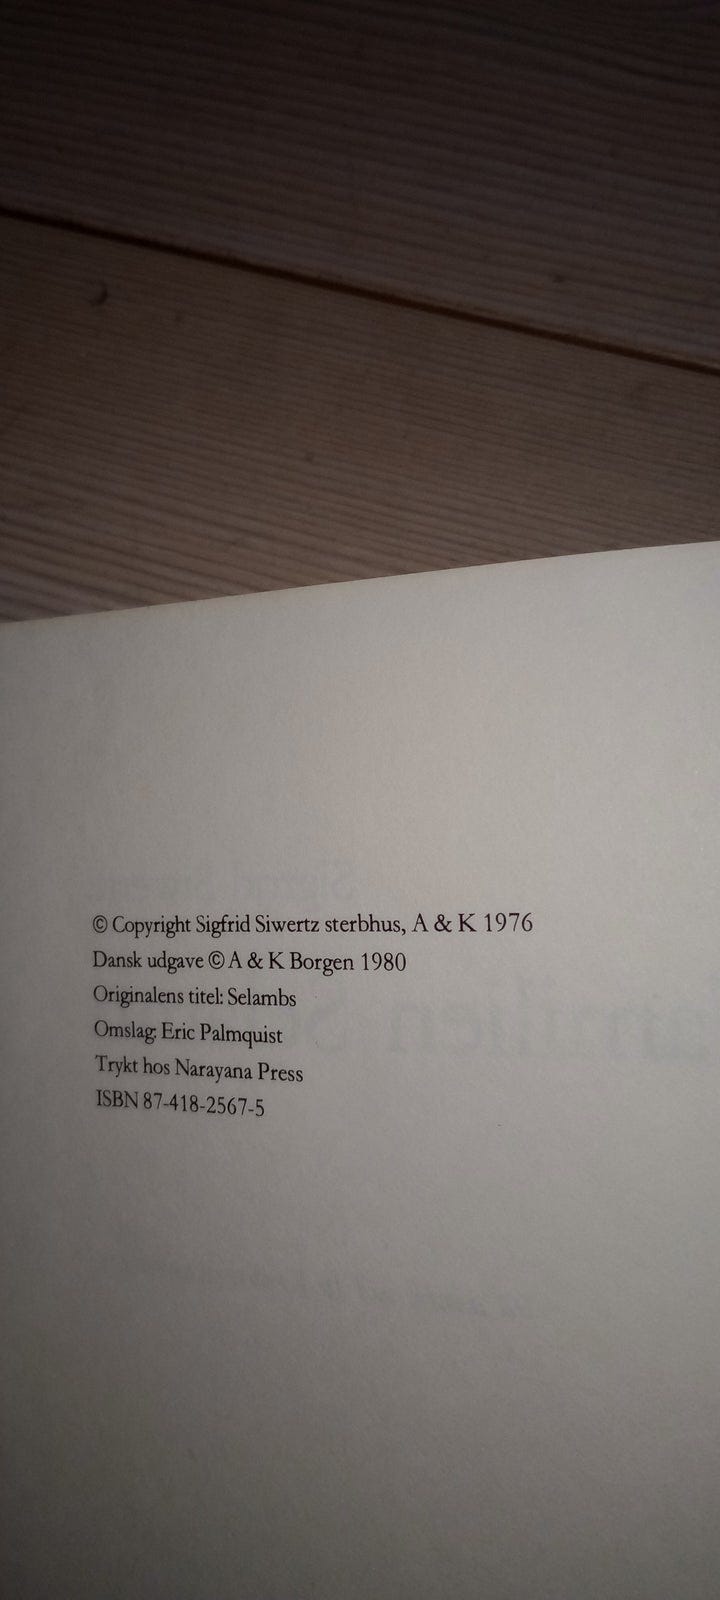 © Copyright Sigfrid Siwertz sterbhus, A & K 1976
Dansk udgave © A & K Borgen 1980
Originalens titel: Selambs
Omslag: Eric Palmquist
Trykt hos Narayana Press
ISBN 87-418-2567-5